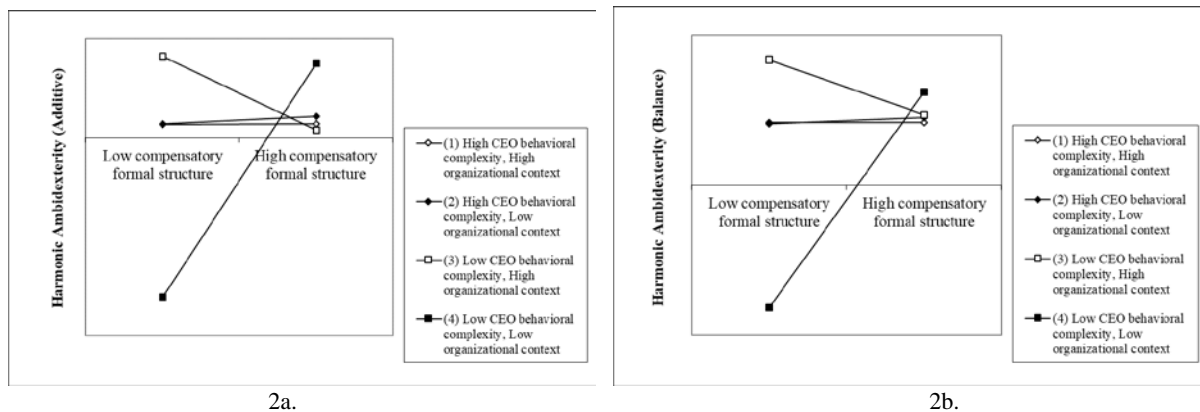 Harmonic Ambidexterity (Additive)
Low compensatory
formal structure
High compensatory
formal structure
(1) High CEO behavioral
complexity, High
organizational context
(2) High CEO behavioral
complexity, Low
organizational context
(3) Low CEO behavioral
complexity, High
organizational context
(4) Low CEO behavioral
complexity, Low
organizational context
2a.
Harmonic Ambidexterity (Balance)
Low compensatory
formal structure
High compensatory
formal structure
(1) High CEO behavioral
complexity, High
organizational context
(2) High CEO behavioral
complexity, Low
organizational context
(3) Low CEO behavioral
complexity, High
organizational context
(4) Low CEO behavioral
complexity, Low
organizational context
2b.